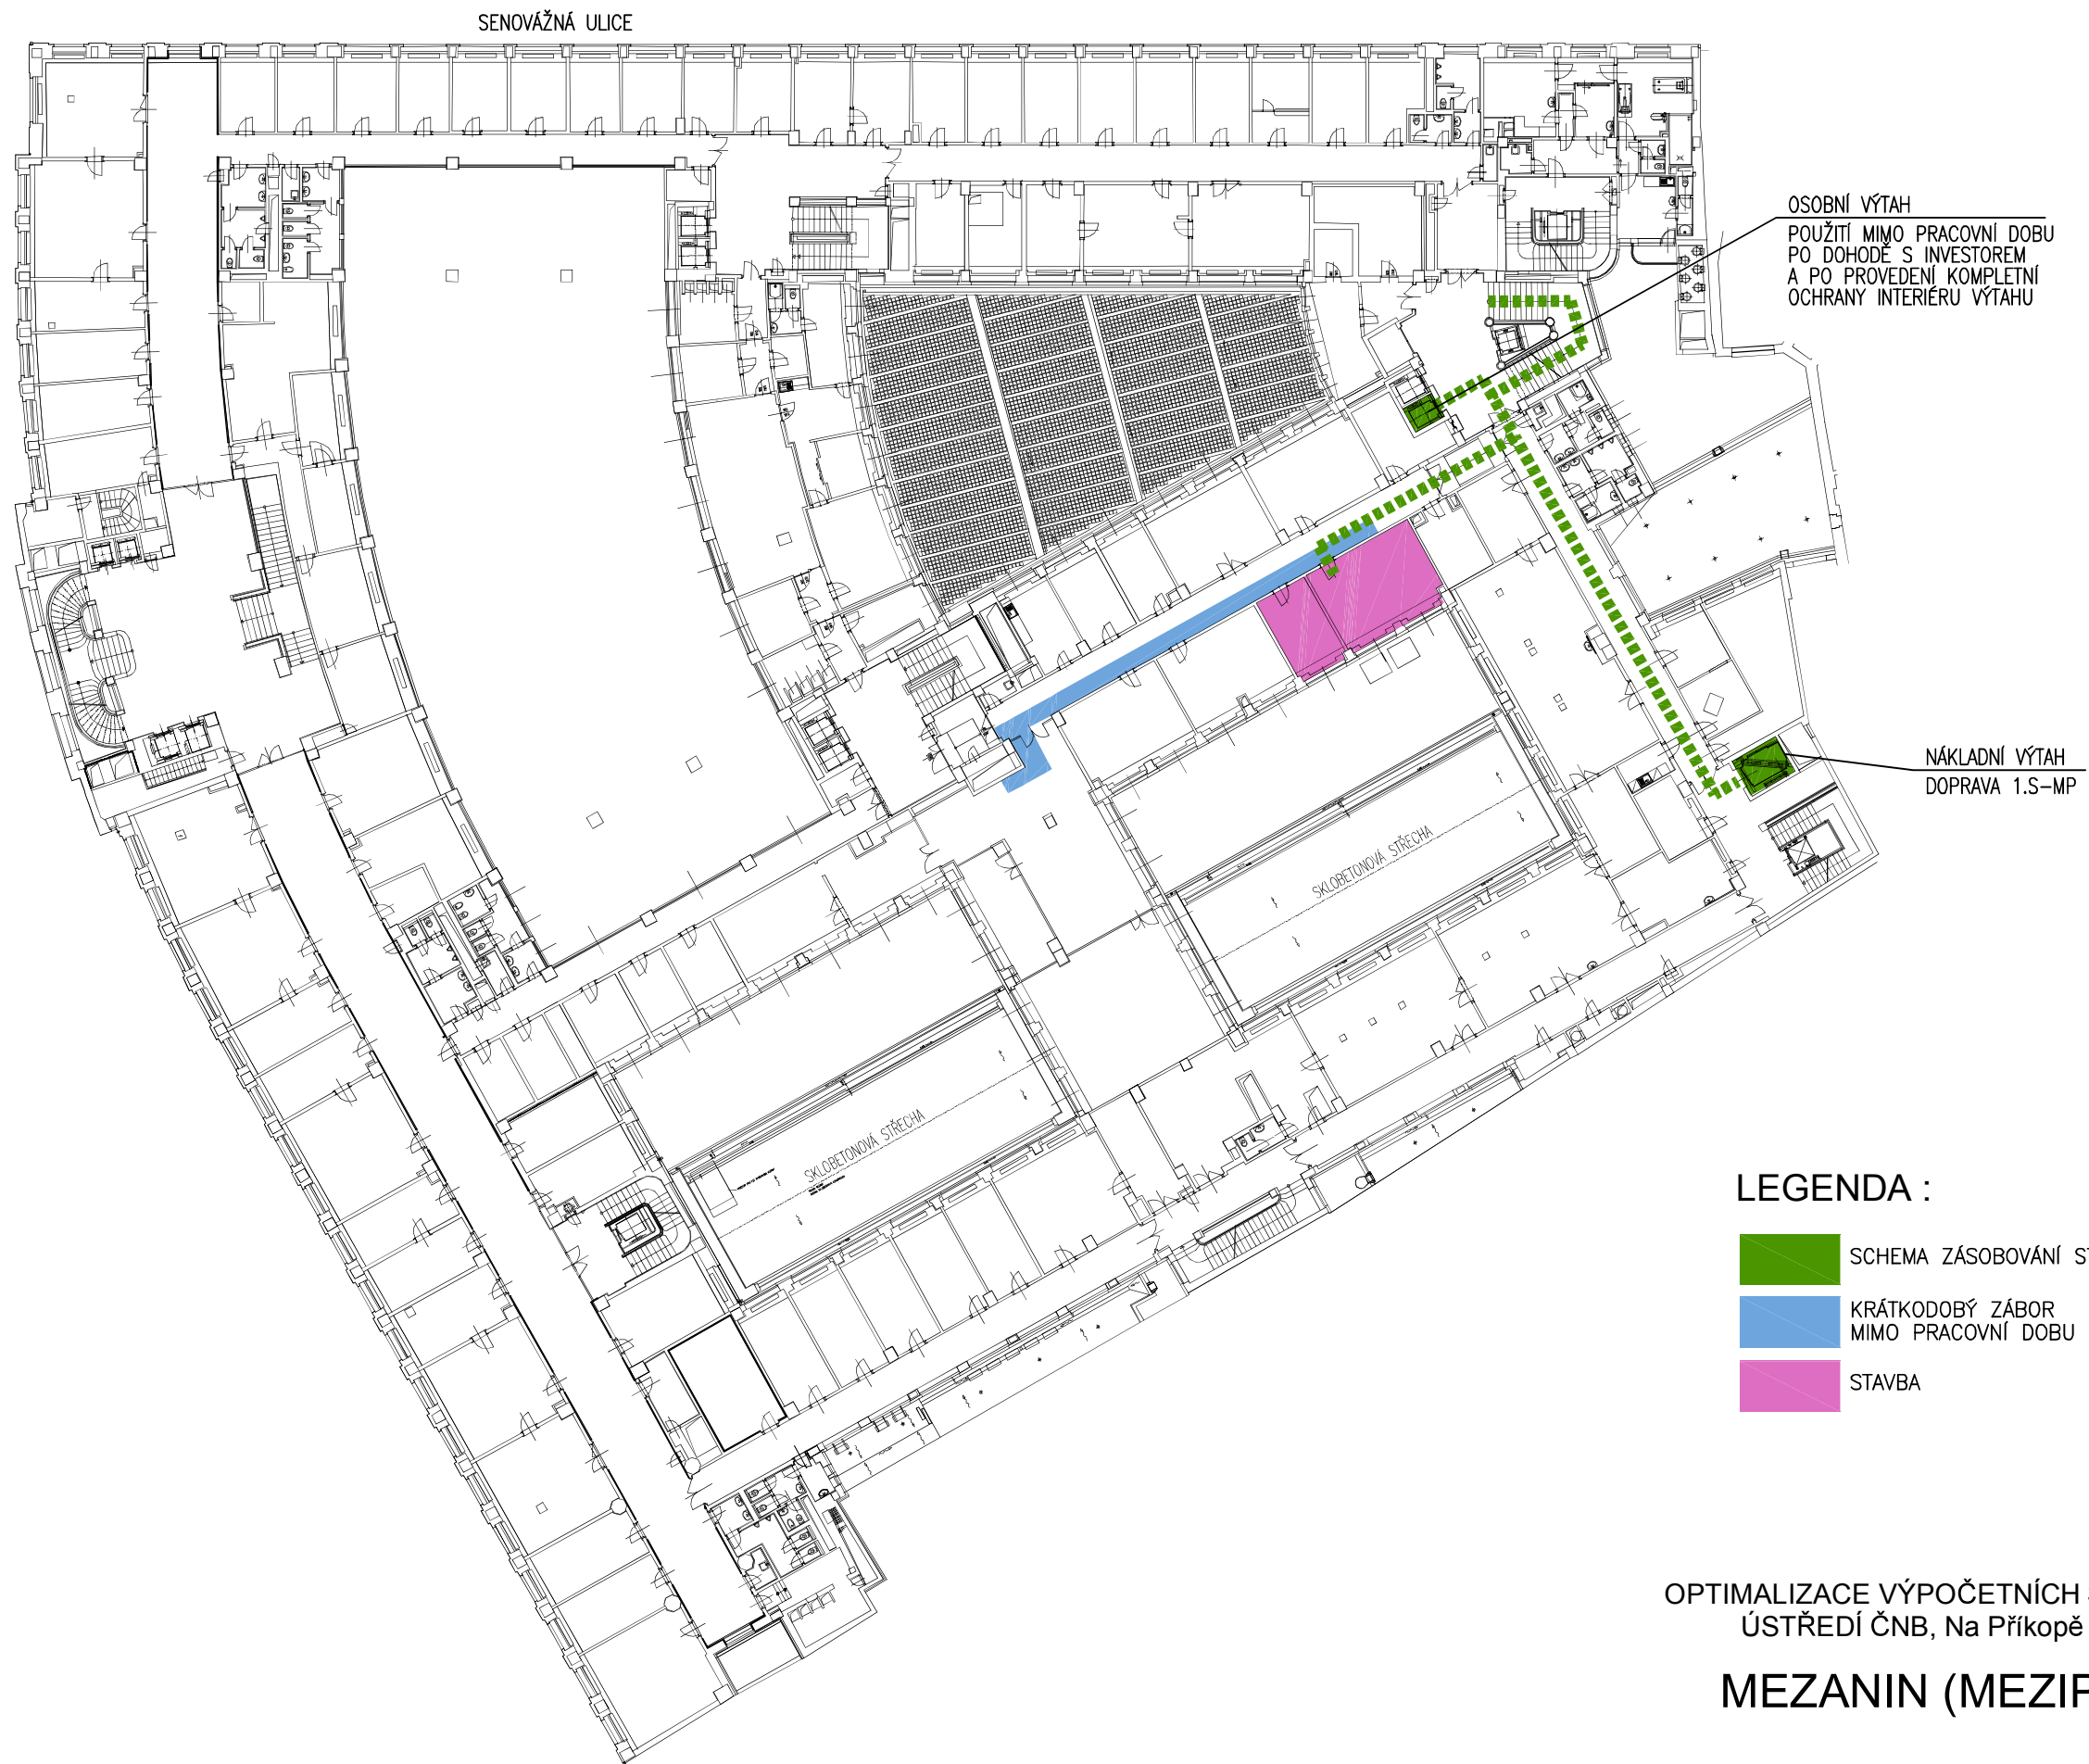 SENOVÁŽNÁ ULICE
OSOBNÍ VÝTAH
POUŽITÍ MIMO PRACOVNÍ DOBU
PO DOHODĚ S INVESTOREM
A PO PROVEDENÍ KOMPLETNÍ
OCHRANY INTERIÉRU VÝTAHU
NÁKLADNÍ VÝTAH
DOPRAVA 1.S-MP
SKLOBETONOVÁ STŘECHA
SKLOBETONOVÁ STŘECHA
LEGENDA :
SCHEMA ZÁSOBOVÁNÍ
KRÁTKODOBÝ ZÁBOR
MIMO PRACOVNÍ DOBU
STAVBA
OPTIMALIZACE VÝPOČETNÍCH
ÚSTŘEDÍ ČNB, Na Příkopě
MEZANIN